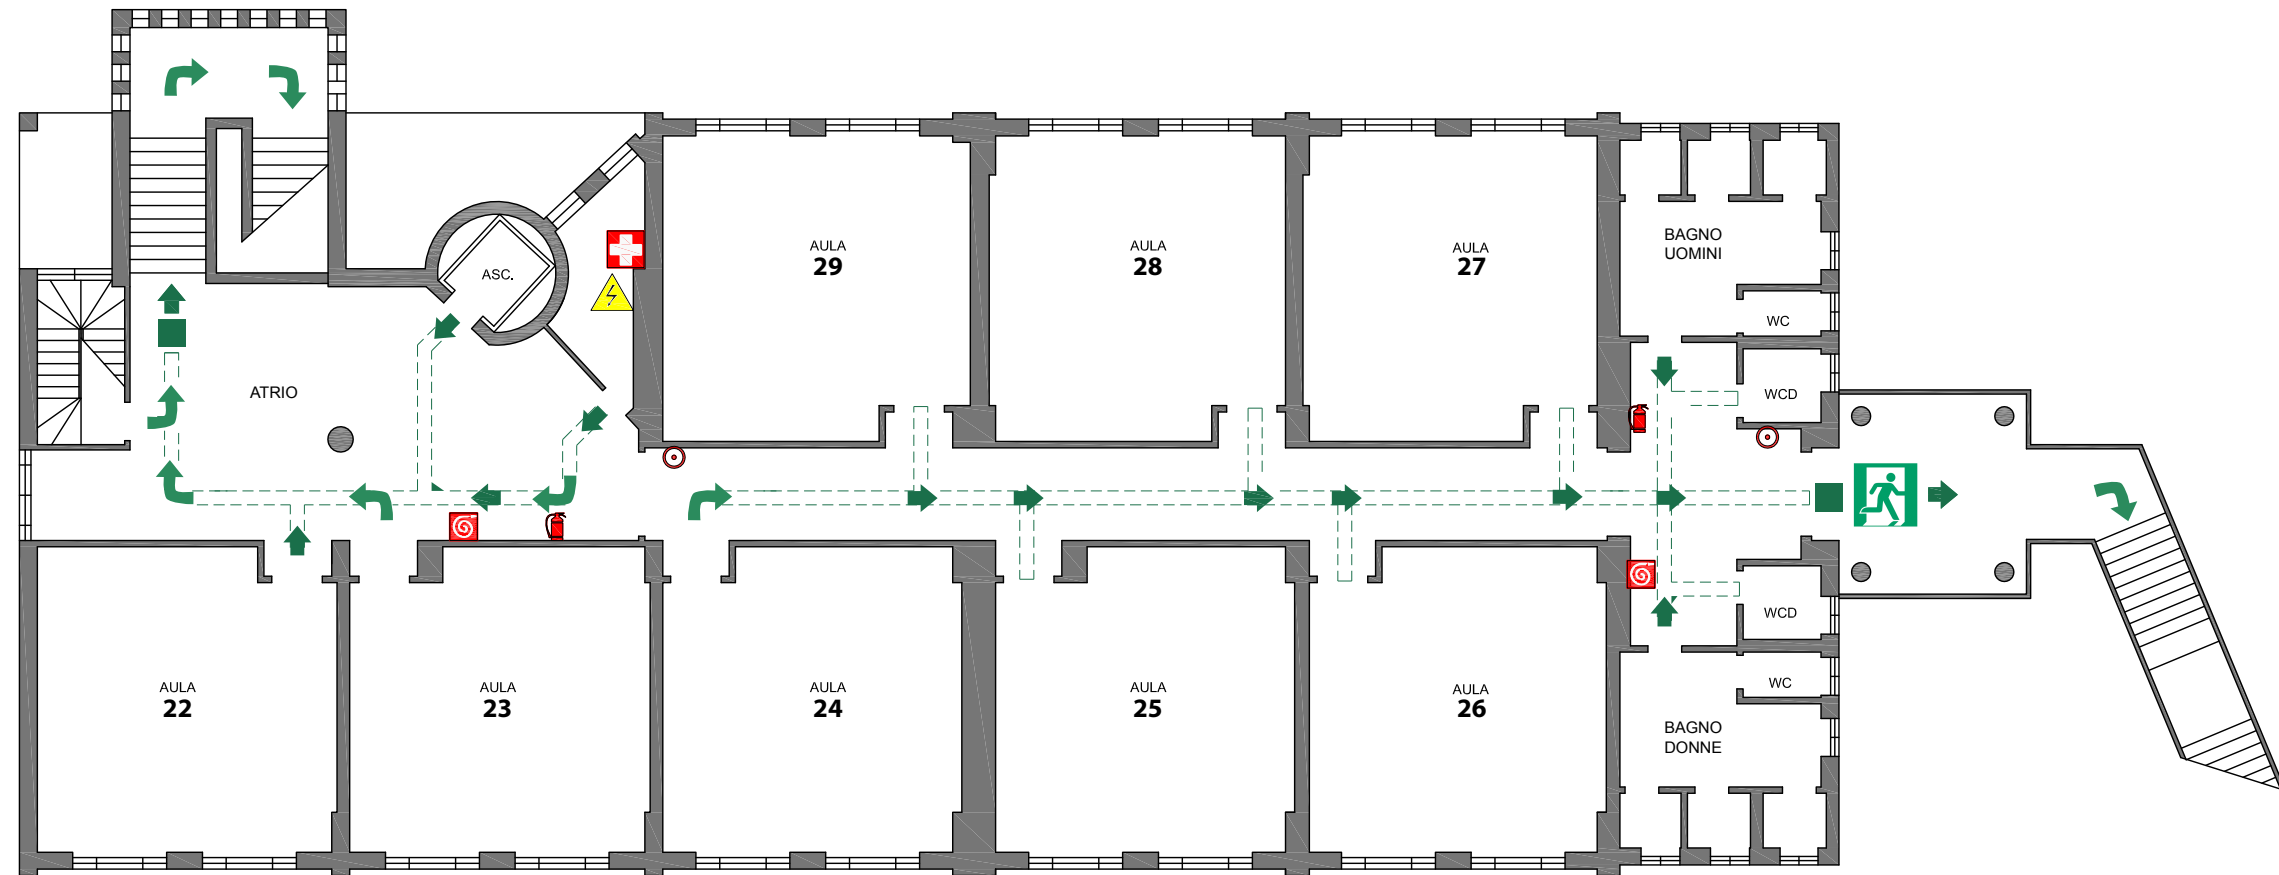 AULA
29
AULA
28
AULA
27
BAGNO
UOMINI
ASC.
WC
ATRIO
WCD
WCD
AULA
22
AULA
23
AULA
24
AULA
25
AULA
26
WC
BAGNO
DONNE